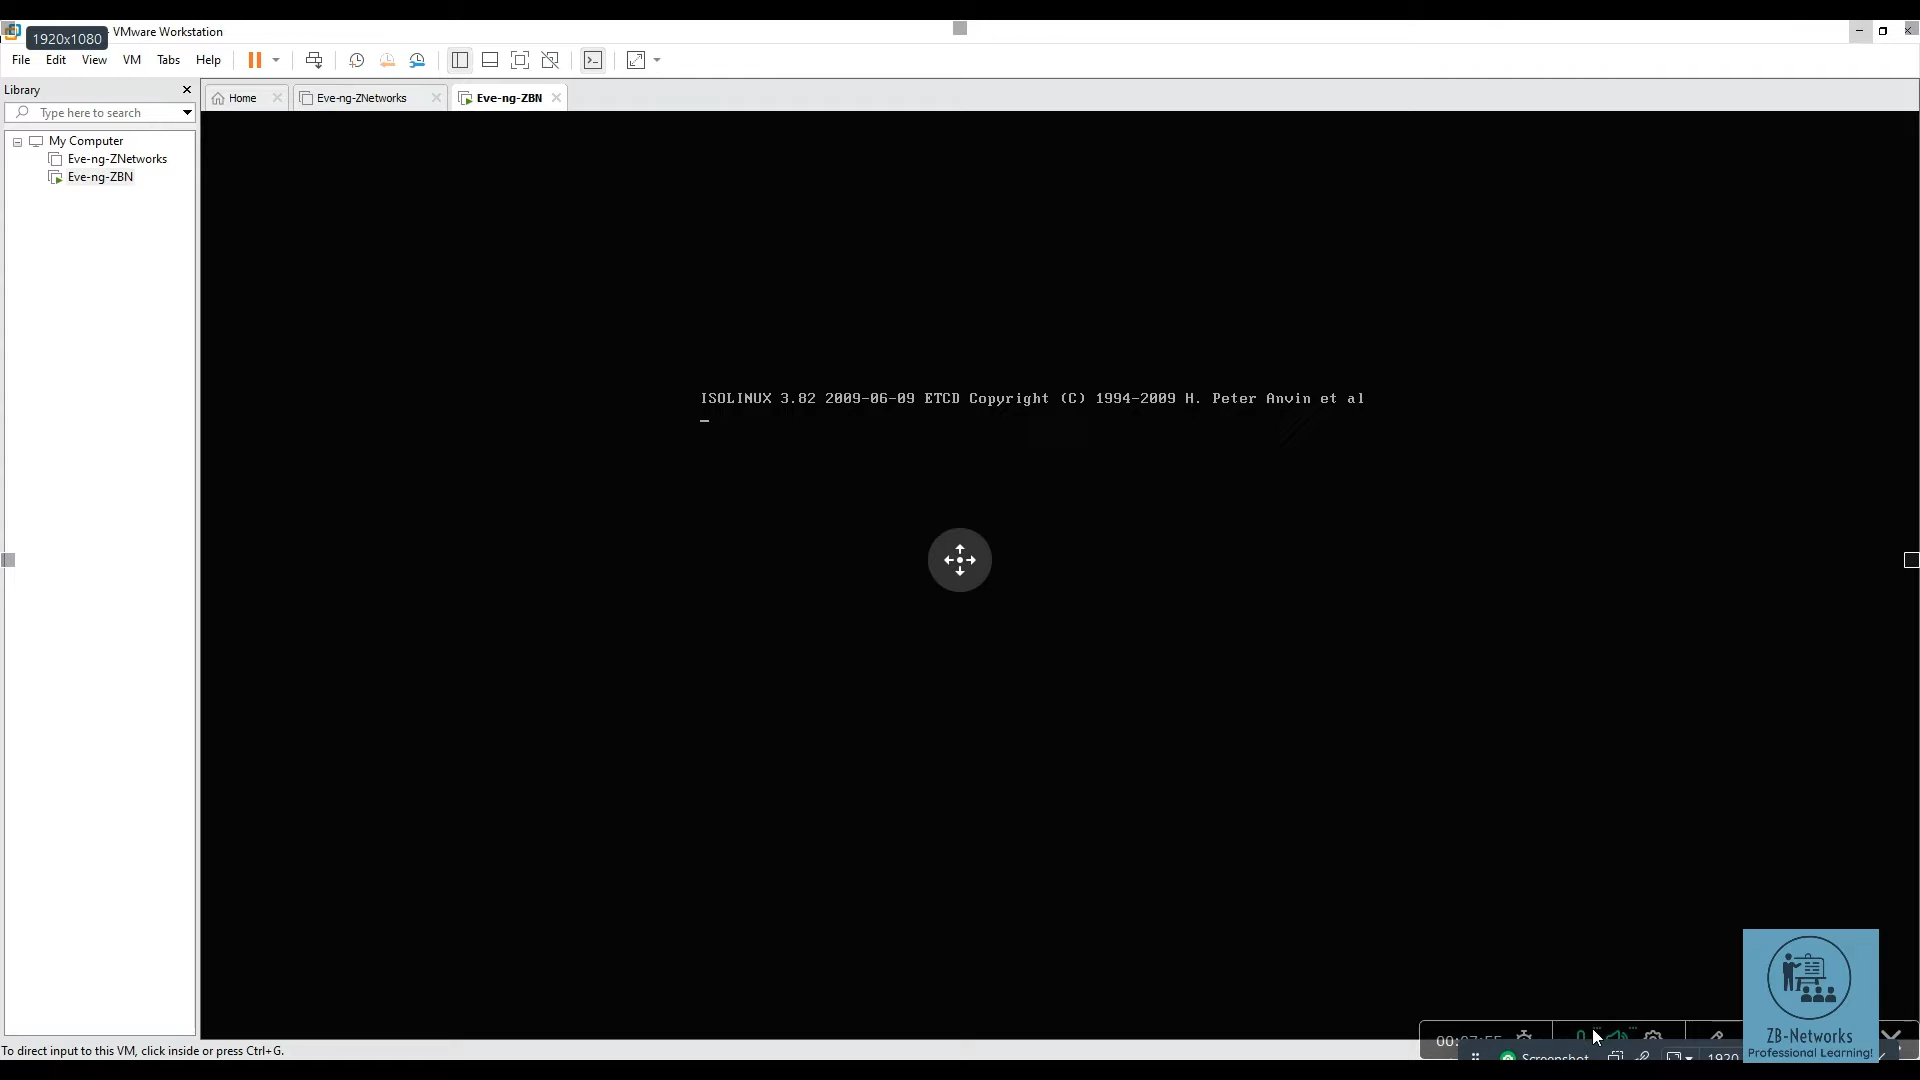 1920x1080
VMware Workstation
File Edit View VM Tabs Help
Library
Type here to search
My Computer
Eve-ng-ZNetworks
Eve-ng-ZBN
Home
Eve-ng-ZNetworks
Eve-ng-ZBN
ISOLINUX 3.82 2009-06-09 ETCD Copyright (C) 1994-2009 H. Peter Anvin et al
To direct input to this VM, click inside or press Ctrl+G.
Screenshot
1920
ZB-Networks
Professional Learning!